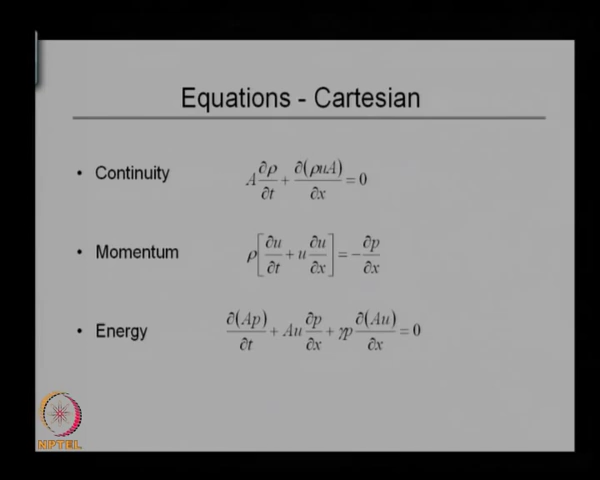 Equations - Cartesian
• Continuity A ∂ρ/∂t + ∂(ρuA)/∂x = 0
• Momentum ρ[∂u/∂t + u ∂u/∂x] = -∂p/∂x
• Energy ∂(Ap)/∂t + Au ∂p/∂x + γp ∂(Au)/∂x = 0
NPTEL